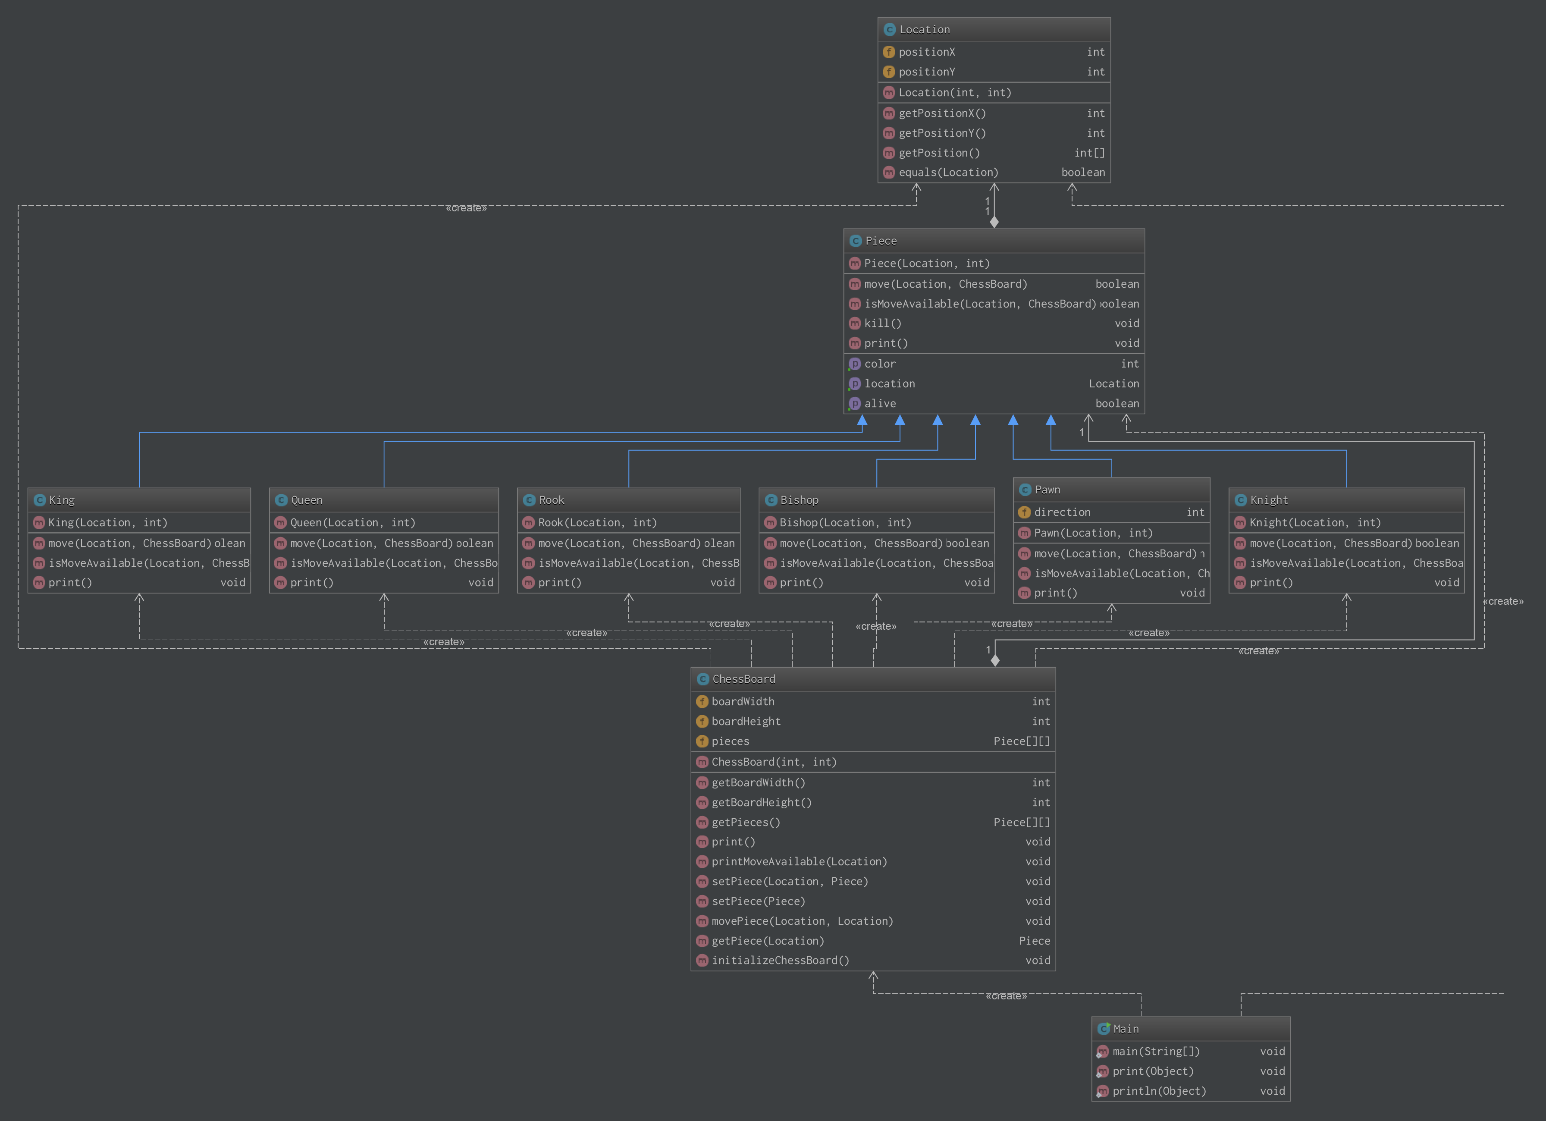 Location
positionX int
positionY int
Location(int, int)
getPositionX() int
getPositionY() int
getPosition() int[]
equals(Location) boolean
«create»
1
1
Piece
Piece(Location, int)
move(Location, ChessBoard) boolean
isMoveAvailable(Location, ChessBoard) oolean
kill() void
print() void
color int
location Location
alive boolean
1
King
King(Location, int)
move(Location, ChessBoard) olean
isMoveAvailable(Location, ChessB
print() void
Queen
Queen(Location, int)
move(Location, ChessBoard) oolean
isMoveAvailable(Location, ChessBo
print() void
Rook
Rook(Location, int)
move(Location, ChessBoard) olean
isMoveAvailable(Location, ChessB
print() void
Bishop
Bishop(Location, int)
move(Location, ChessBoard) boolean
isMoveAvailable(Location, ChessBoa
print() void
Pawn
direction int
Pawn(Location, int)
move(Location, ChessBoard)
isMoveAvailable(Location, Ch
print() void
Knight
Knight(Location, int)
move(Location, ChessBoard) boolean
isMoveAvailable(Location, ChessBoa
print() void
«create»
«create»
«create»
«create»
«create»
«create»
«create»
1
«create»
ChessBoard
boardWidth int
boardHeight int
pieces Piece[][]
ChessBoard(int, int)
getBoardWidth() int
getBoardHeight() int
getPieces() Piece[][]
print() void
printMoveAvailable(Location) void
setPiece(Location, Piece) void
setPiece(Piece) void
movePiece(Location, Location) void
getPiece(Location) Piece
initializeChessBoard() void
«create»
Main
main(String[]) void
print(Object) void
println(Object) void